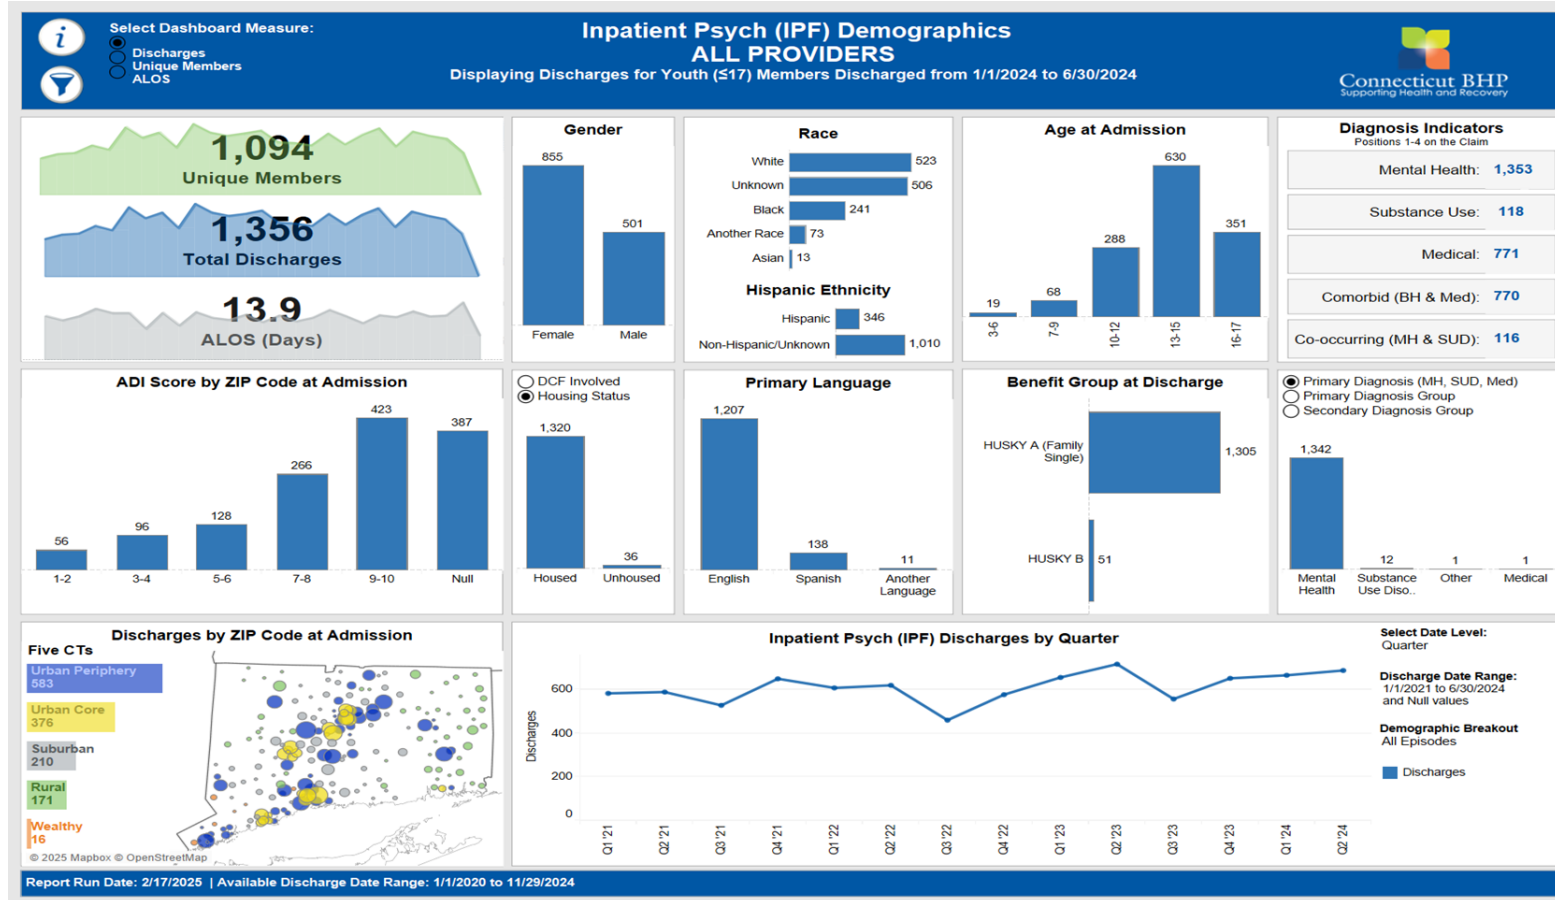 Select Dashboard Measure:
Discharges
Unique Members
ALOS
Inpatient Psych (IPF) Demographics
ALL PROVIDERS
Displaying Discharges for Youth (≤17) Members Discharged from 1/1/2024 to 6/30/2024
Connecticut BHP
Supporting Health and Recovery
1,094
Unique Members
1,356
Total Discharges
13.9
ALOS (Days)
Gender
855
501
Female Male
Race
White 523
Unknown 506
Black 241
Another Race 73
Asian 13
Hispanic Ethnicity
Hispanic 346
Non-Hispanic/Unknown 1,010
Age at Admission
19 68 288 630 351
3-6 7-9 10-12 13-15 16-17
Diagnosis Indicators
Positions 1-4 on the Claim
Mental Health: 1,353
Substance Use: 118
Medical: 771
Comorbid (BH & Med): 770
Co-occurring (MH & SUD): 116
ADI Score by ZIP Code at Admission
56 96 128 266 423 387
1-2 3-4 5-6 7-8 9-10 Null
DCF Involved
Housing Status
1,320 36
Housed Unhoused
Primary Language
1,207 138 11
English Spanish Another
Language
Benefit Group at Discharge
HUSKY A (Family
Single) 1,305
HUSKY B 51
Primary Diagnosis (MH, SUD, Med)
Primary Diagnosis Group
Secondary Diagnosis Group
1,342 12 1 1
Mental Substance Other Medical
Health Use Diso..
Discharges by ZIP Code at Admission
Five CTs
Urban Periphery
583
Urban Core
376
Suburban
210
Rural
171
Wealthy
16
© 2025 Mapbox © OpenStreetMap
Inpatient Psych (IPF) Discharges by Quarter
Discharges
600
400
200
0
Q1'21 Q2'21 Q3'21 Q4'21 Q1'22 Q2'22 Q3'22 Q4'22 Q1'23 Q2'23 Q3'23 Q4'23 Q1'24 Q2'24
Select Date Level:
Quarter
Discharge Date Range:
1/1/2021 to 6/30/2024
and Null values
Demographic Breakout
All Episodes
Discharges
Report Run Date: 2/17/2025 | Available Discharge Date Range: 1/1/2020 to 11/29/2024